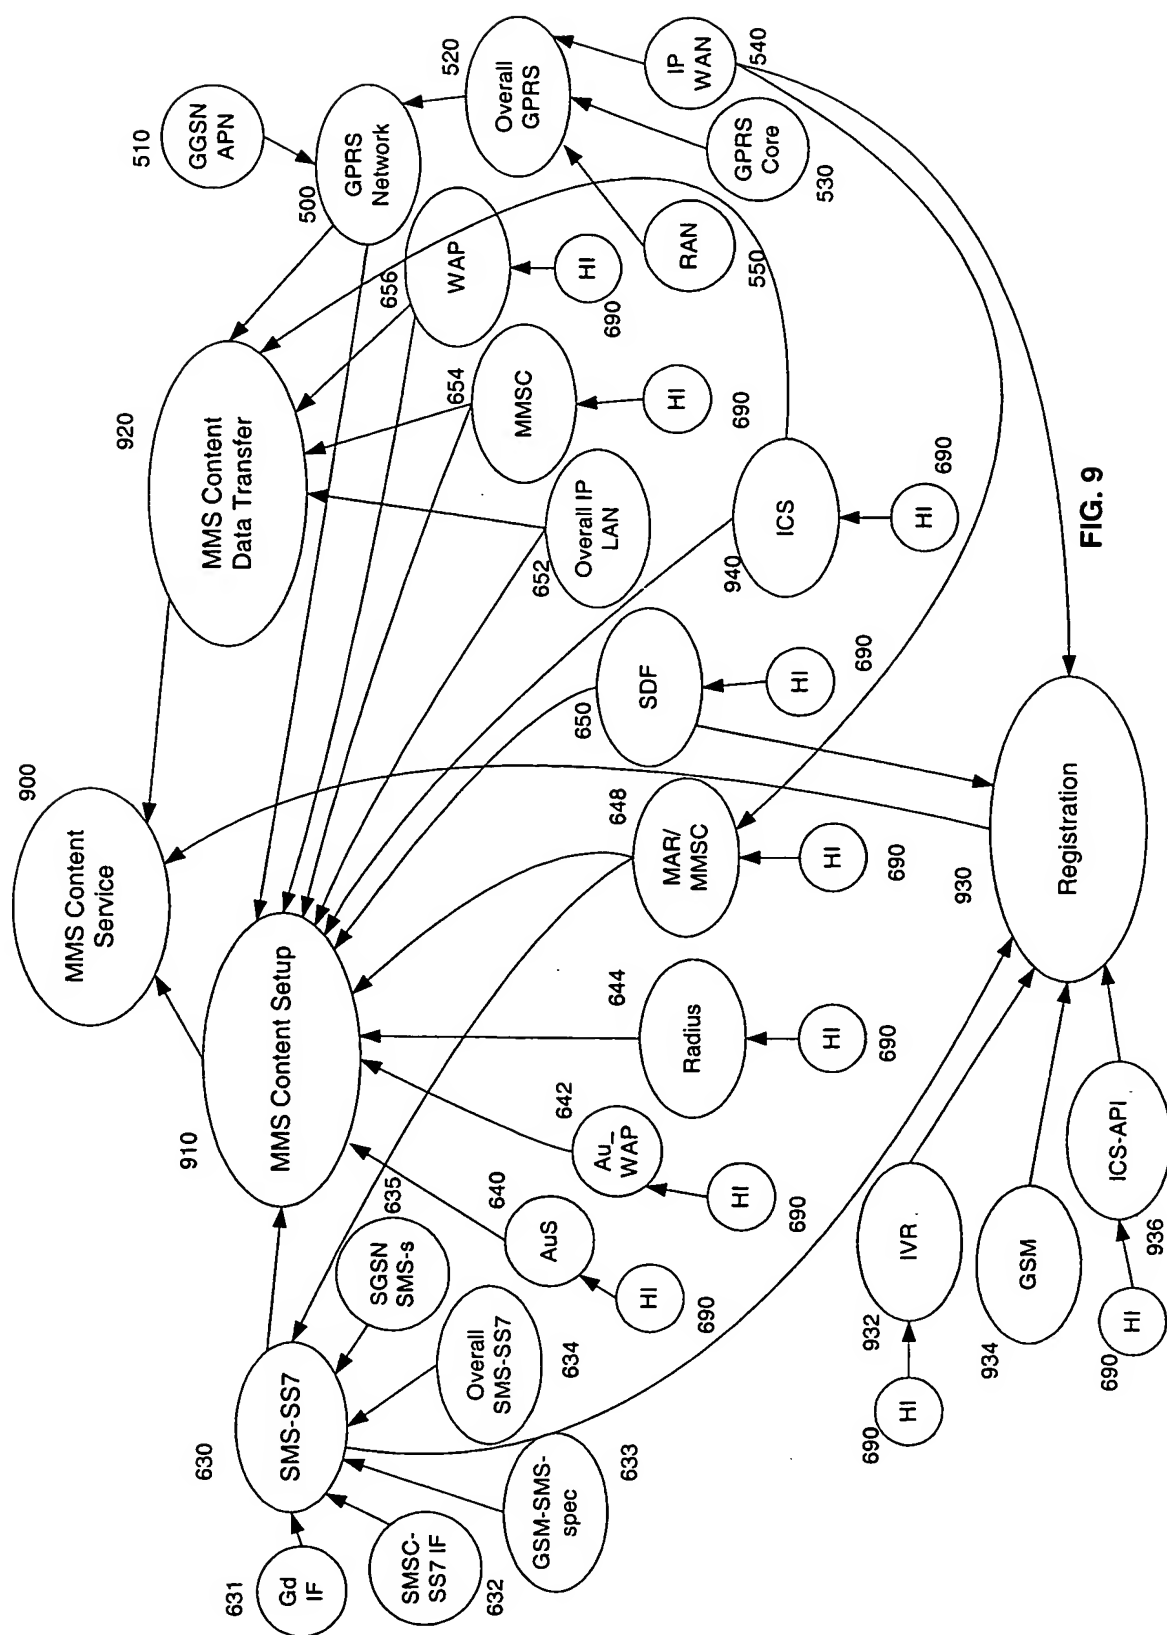 900
MMS Content
Service
910
MMS Content Setup
920
MMS Content
Data Transfer
510
GGSN
APN
500
GPRS
Network
520
Overall
GPRS
IP
WAN
540
GPRS
Core
530
RAN
550
656
WAP
HI
690
654
MMSC
HI
690
652
Overall IP
LAN
940
ICS
HI
690
650
SDF
HI
690
648
MAR/
MMSC
HI
690
644
Radius
HI
690
642
Au_
WAP
HI
690
640
AuS
HI
690
635
SGSN
SMS-s
Overall
SMS-SS7
634
630
SMS-SS7
631
Gd
IF
SMSC-
SS7 IF
632
GSM-SMS-
spec
633
930
Registration
932
IVR
HI
690
934
GSM
ICS-API
936
HI
690
FIG. 9